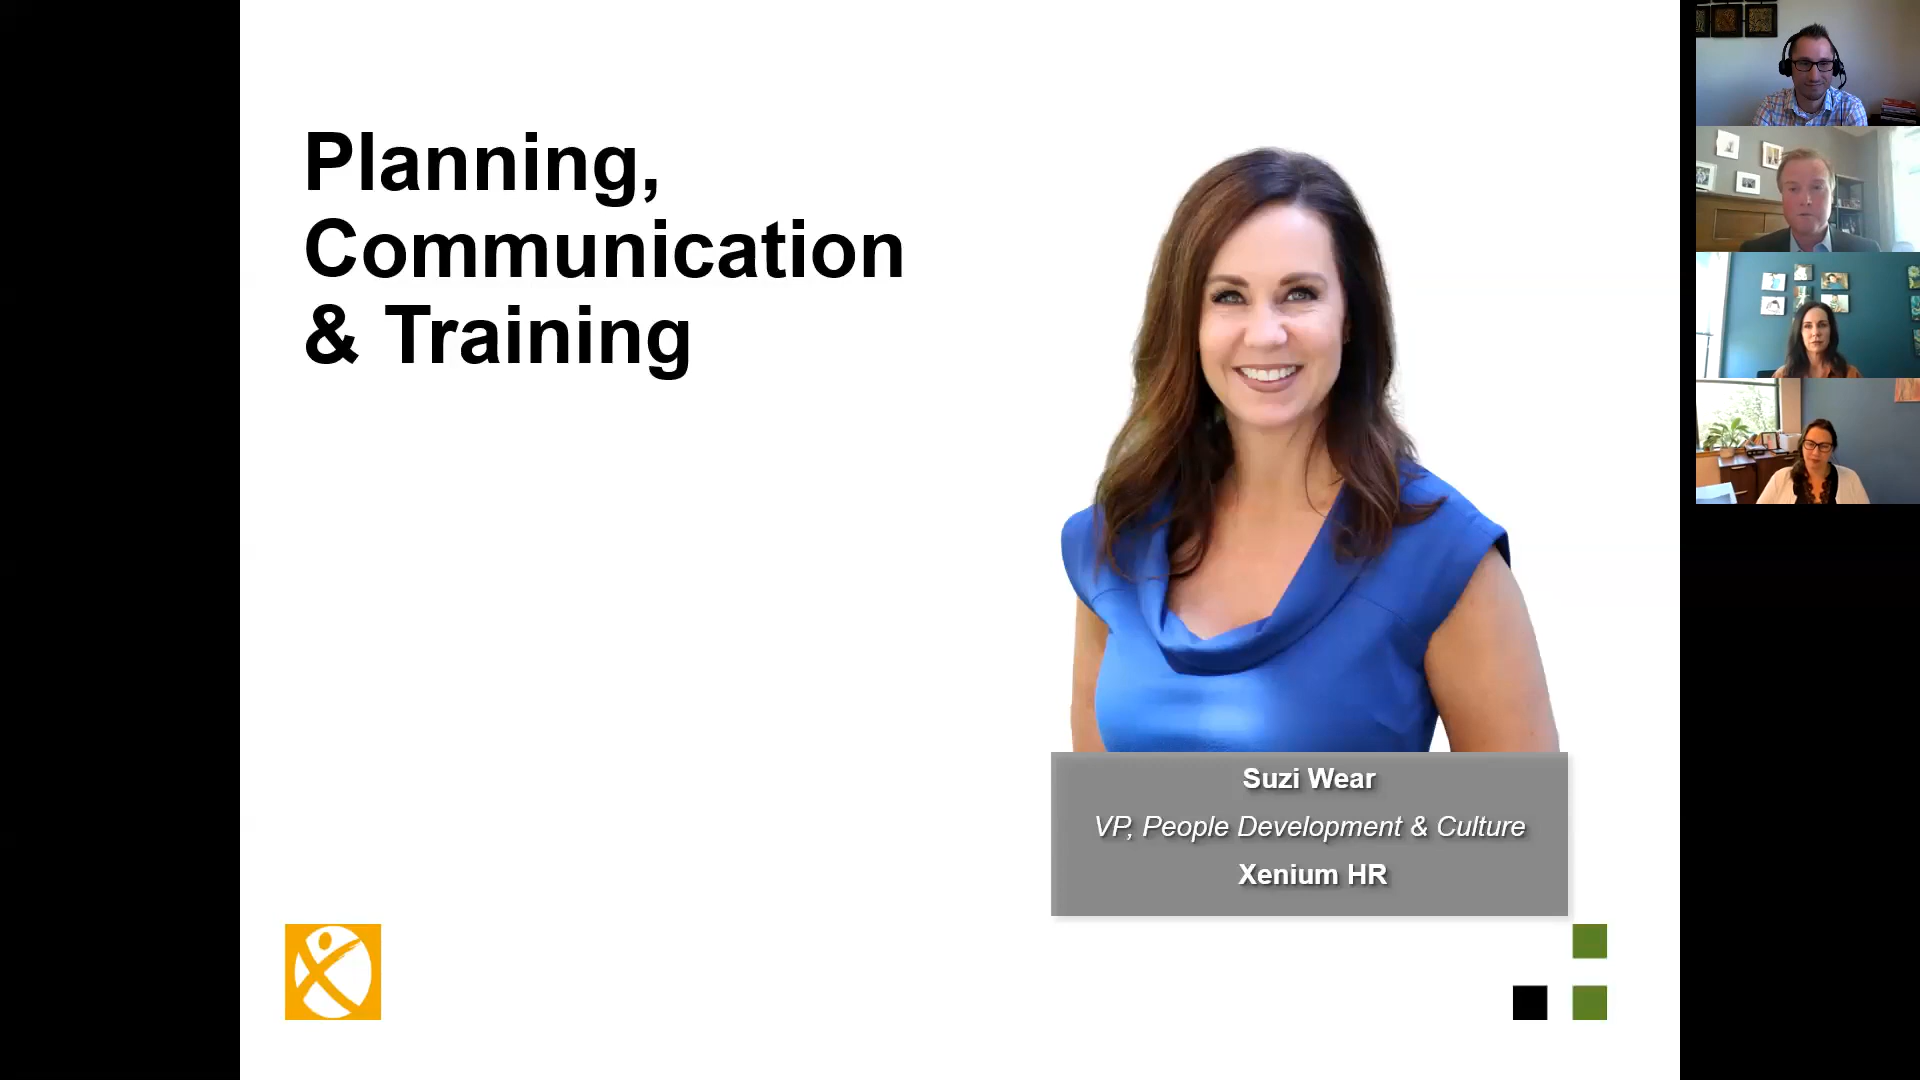 Planning,
Communication
& Training
Suzi Wear
VP, People Development & Culture
Xenium HR